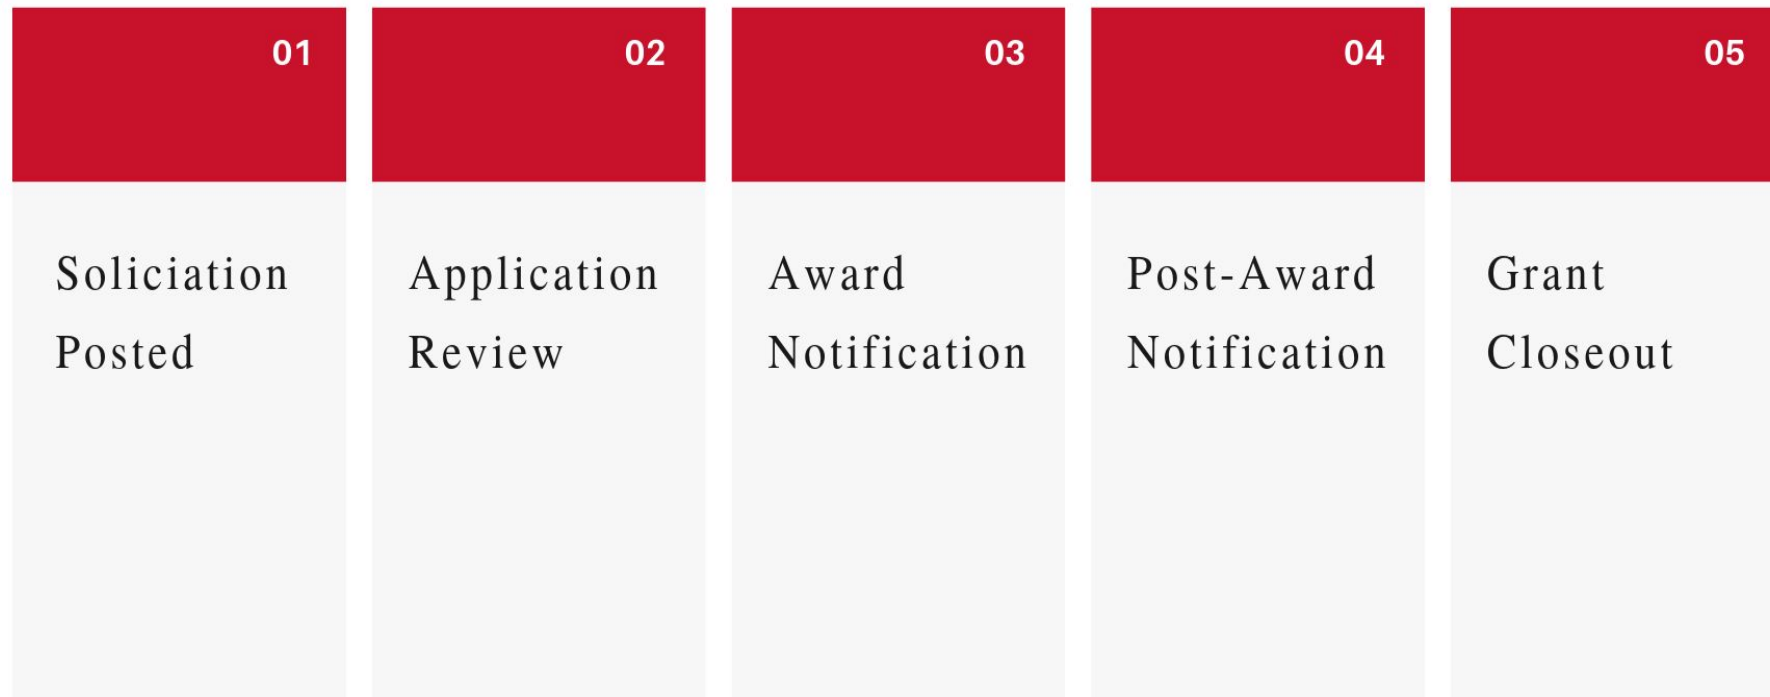 01
Soliciation
Posted
02
Application
Review
03
Award
Notification
04
Post-Award
Notification
05
Grant
Closeout